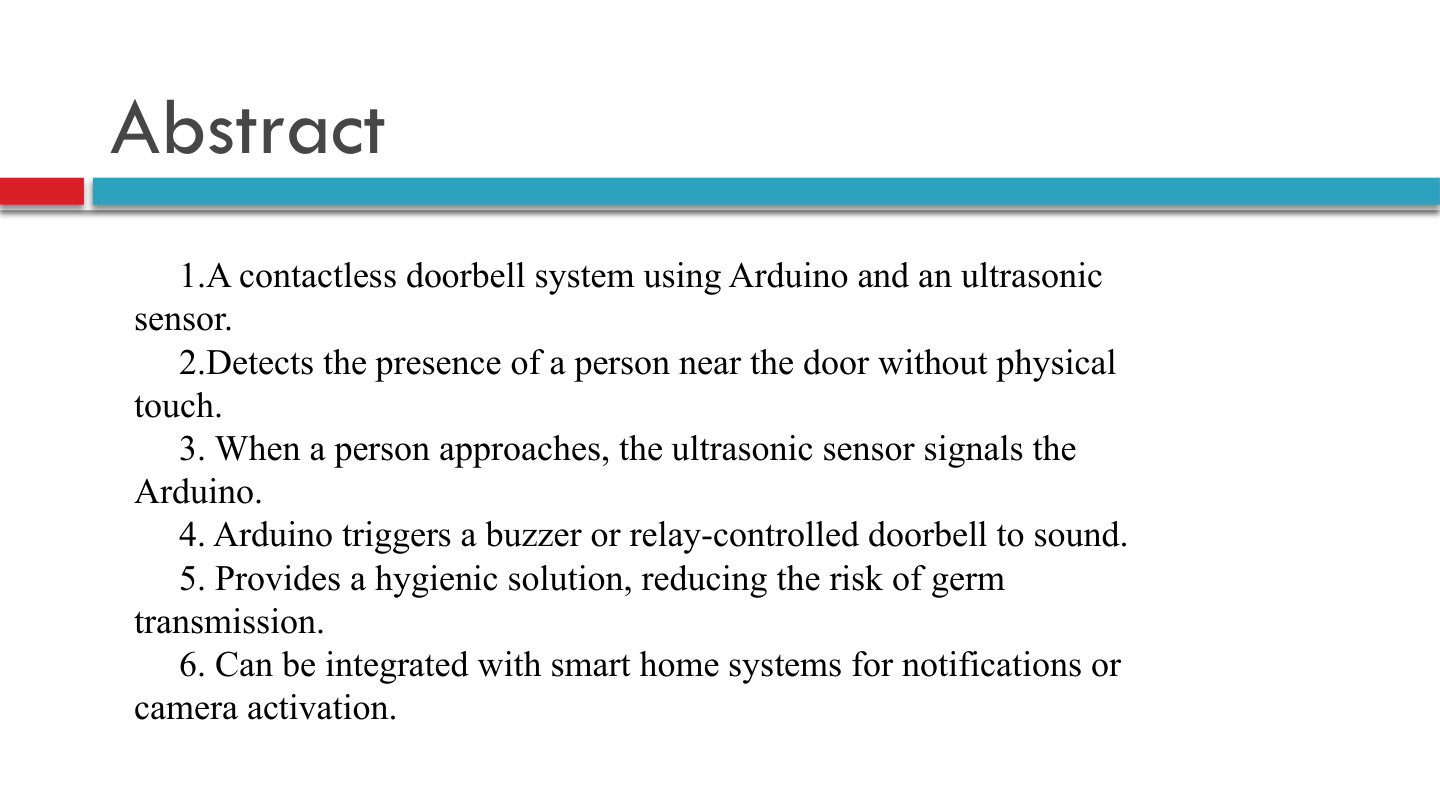 Abstract
1.A contactless doorbell system using Arduino and an ultrasonic
sensor.
2.Detects the presence of a person near the door without physical
touch.
3. When a person approaches, the ultrasonic sensor signals the
Arduino.
4. Arduino triggers a buzzer or relay-controlled doorbell to sound.
5. Provides a hygienic solution, reducing the risk of germ
transmission.
6. Can be integrated with smart home systems for notifications or
camera activation.